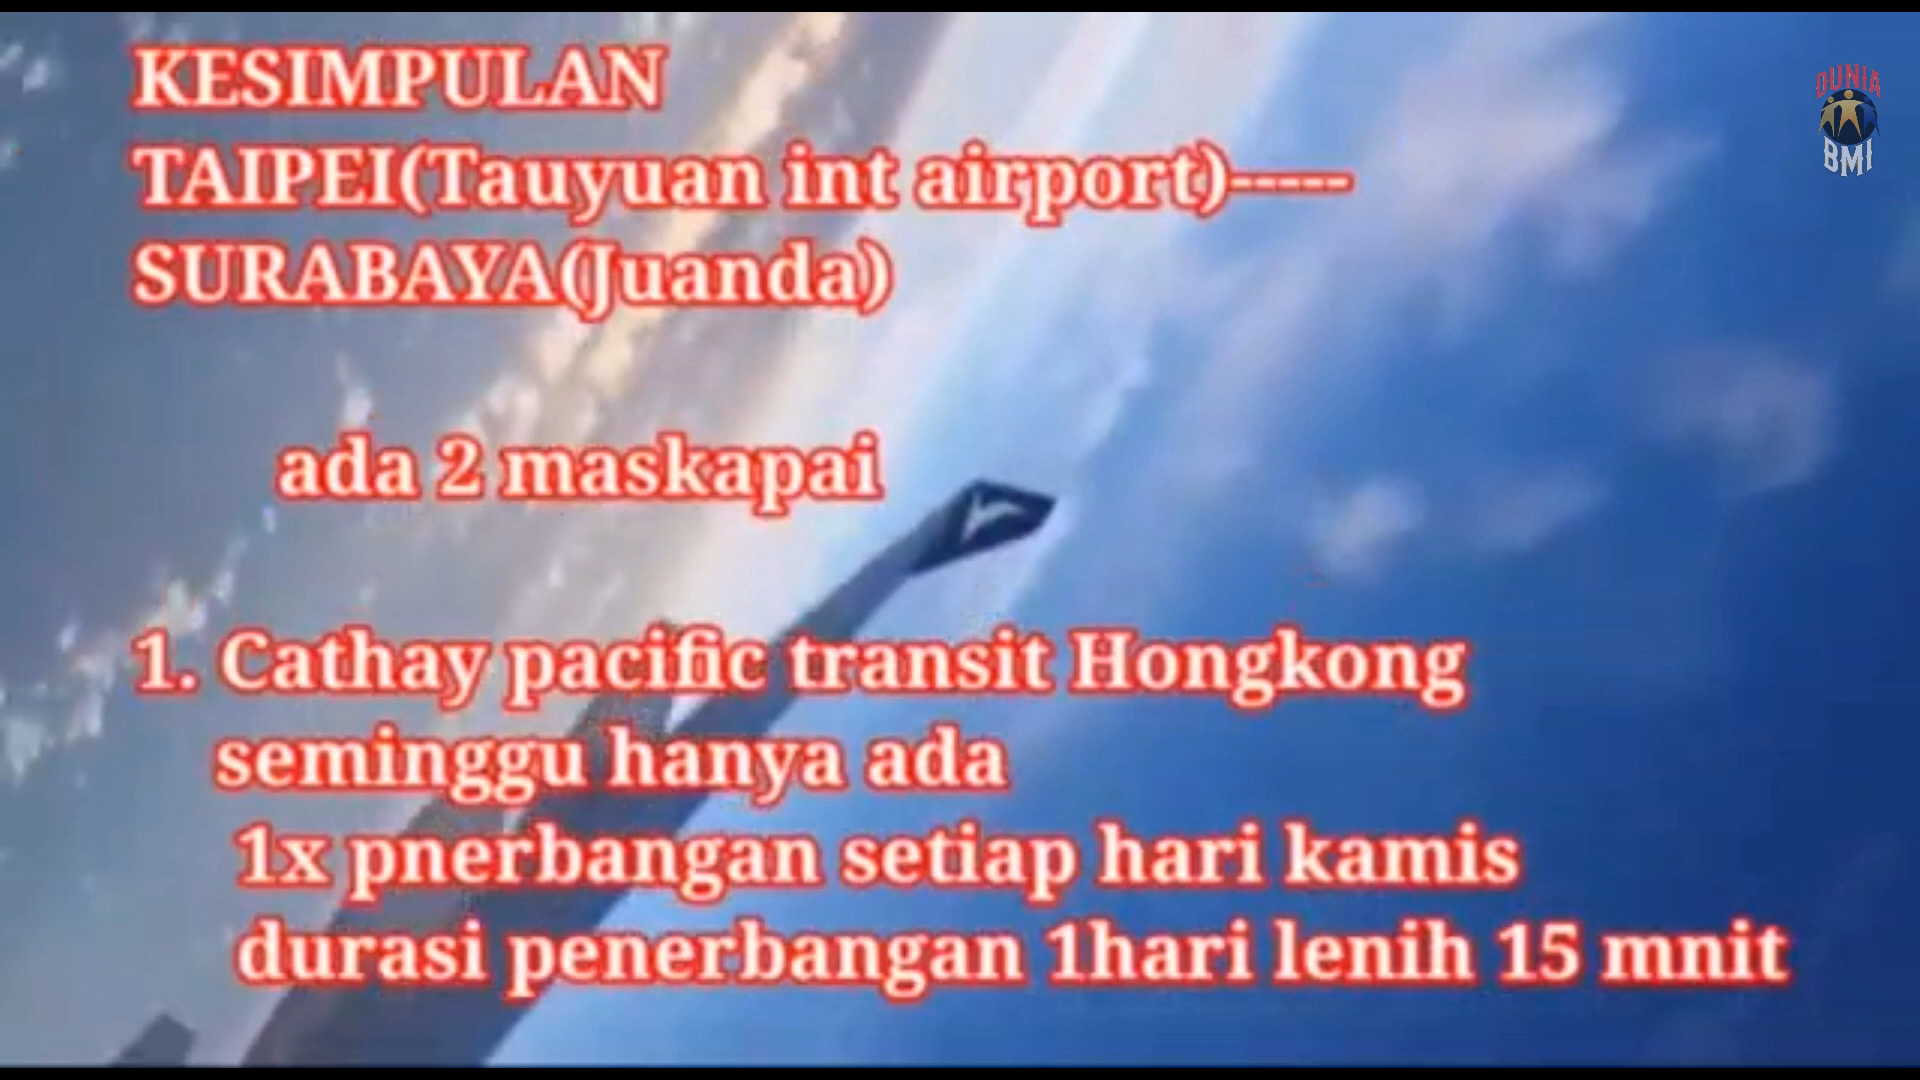 KESIMPULAN
TAIPEI(Tauyuan int airport)-----
SURABAYA(Juanda)
ada 2 maskapai
1. Cathay pacific transit Hongkong
seminggu hanya ada
1x pnerbangan setiap hari kamis
durasi penerbangan 1hari lenih 15 mnit
DUNIA
BMI